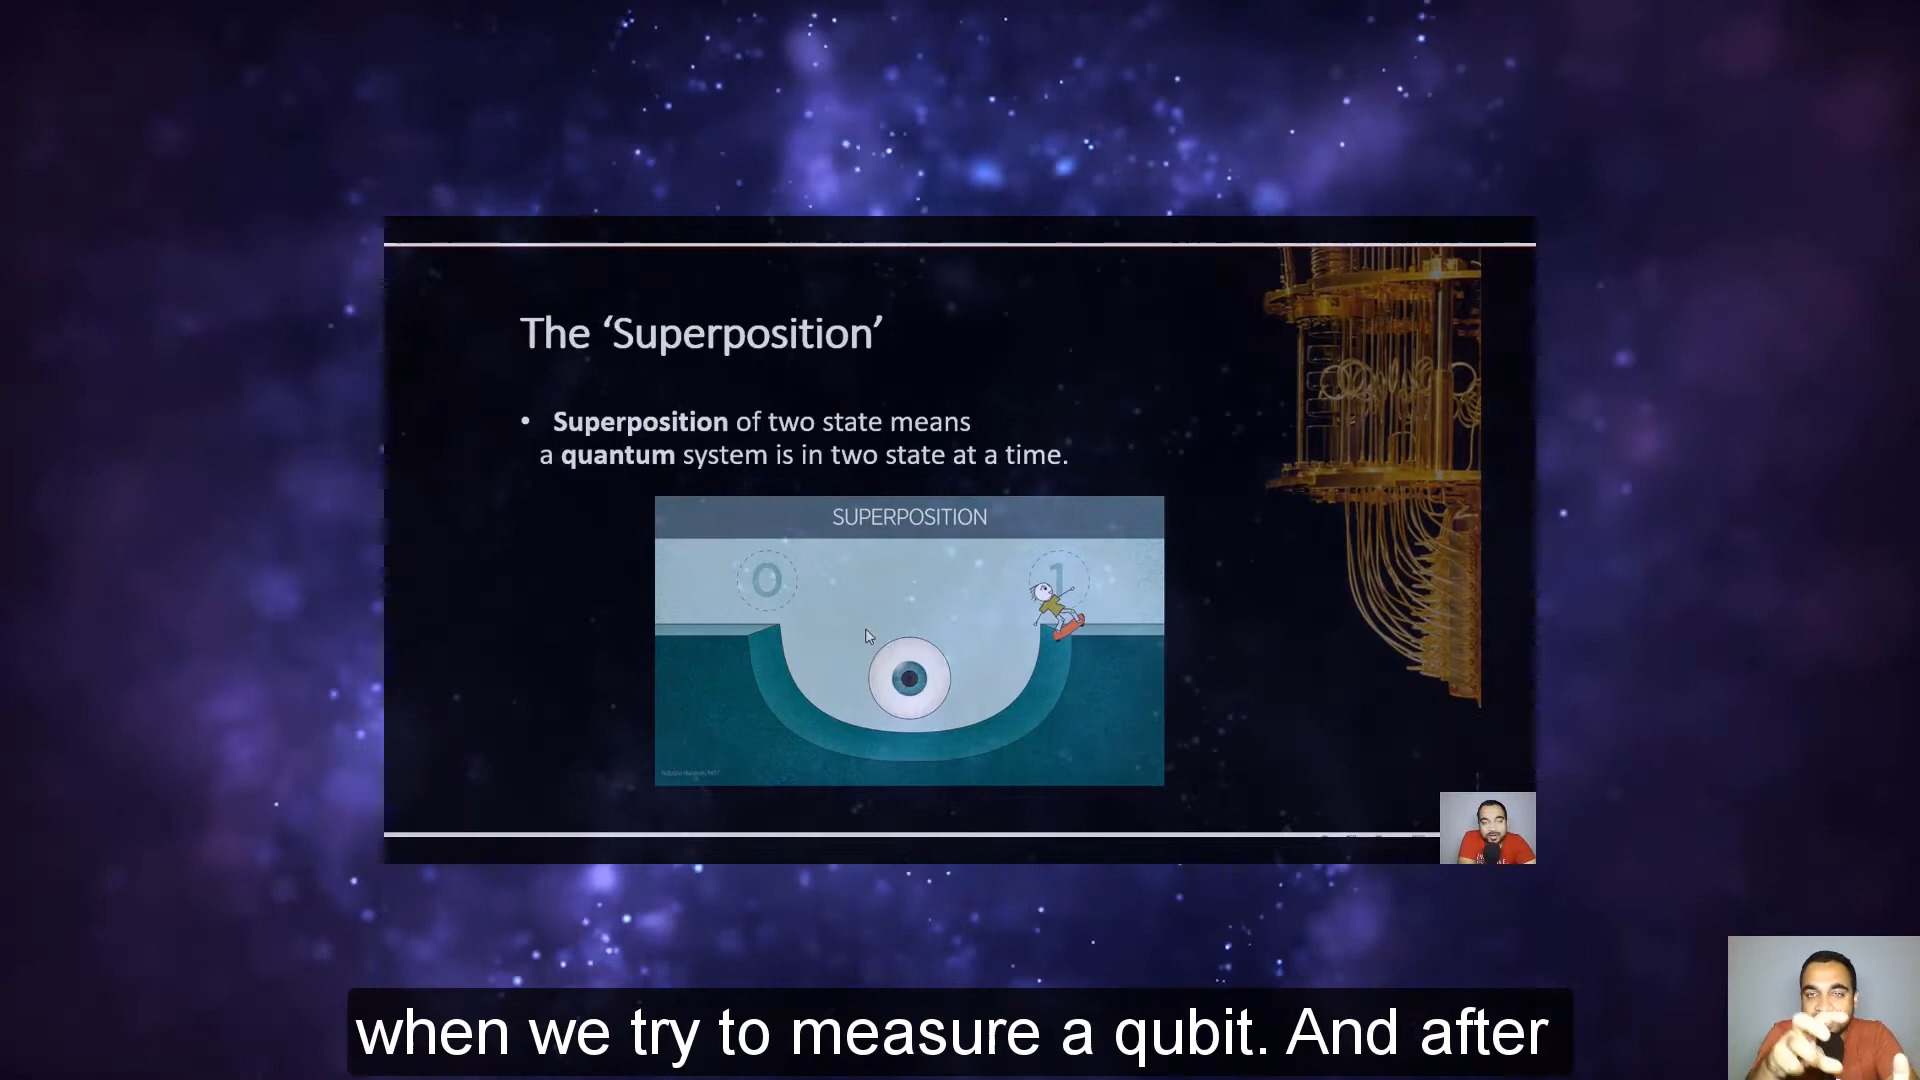 The ‘Superposition’
• Superposition of two state means
a quantum system is in two state at a time.
SUPERPOSITION
0 1
when we try to measure a qubit. And after